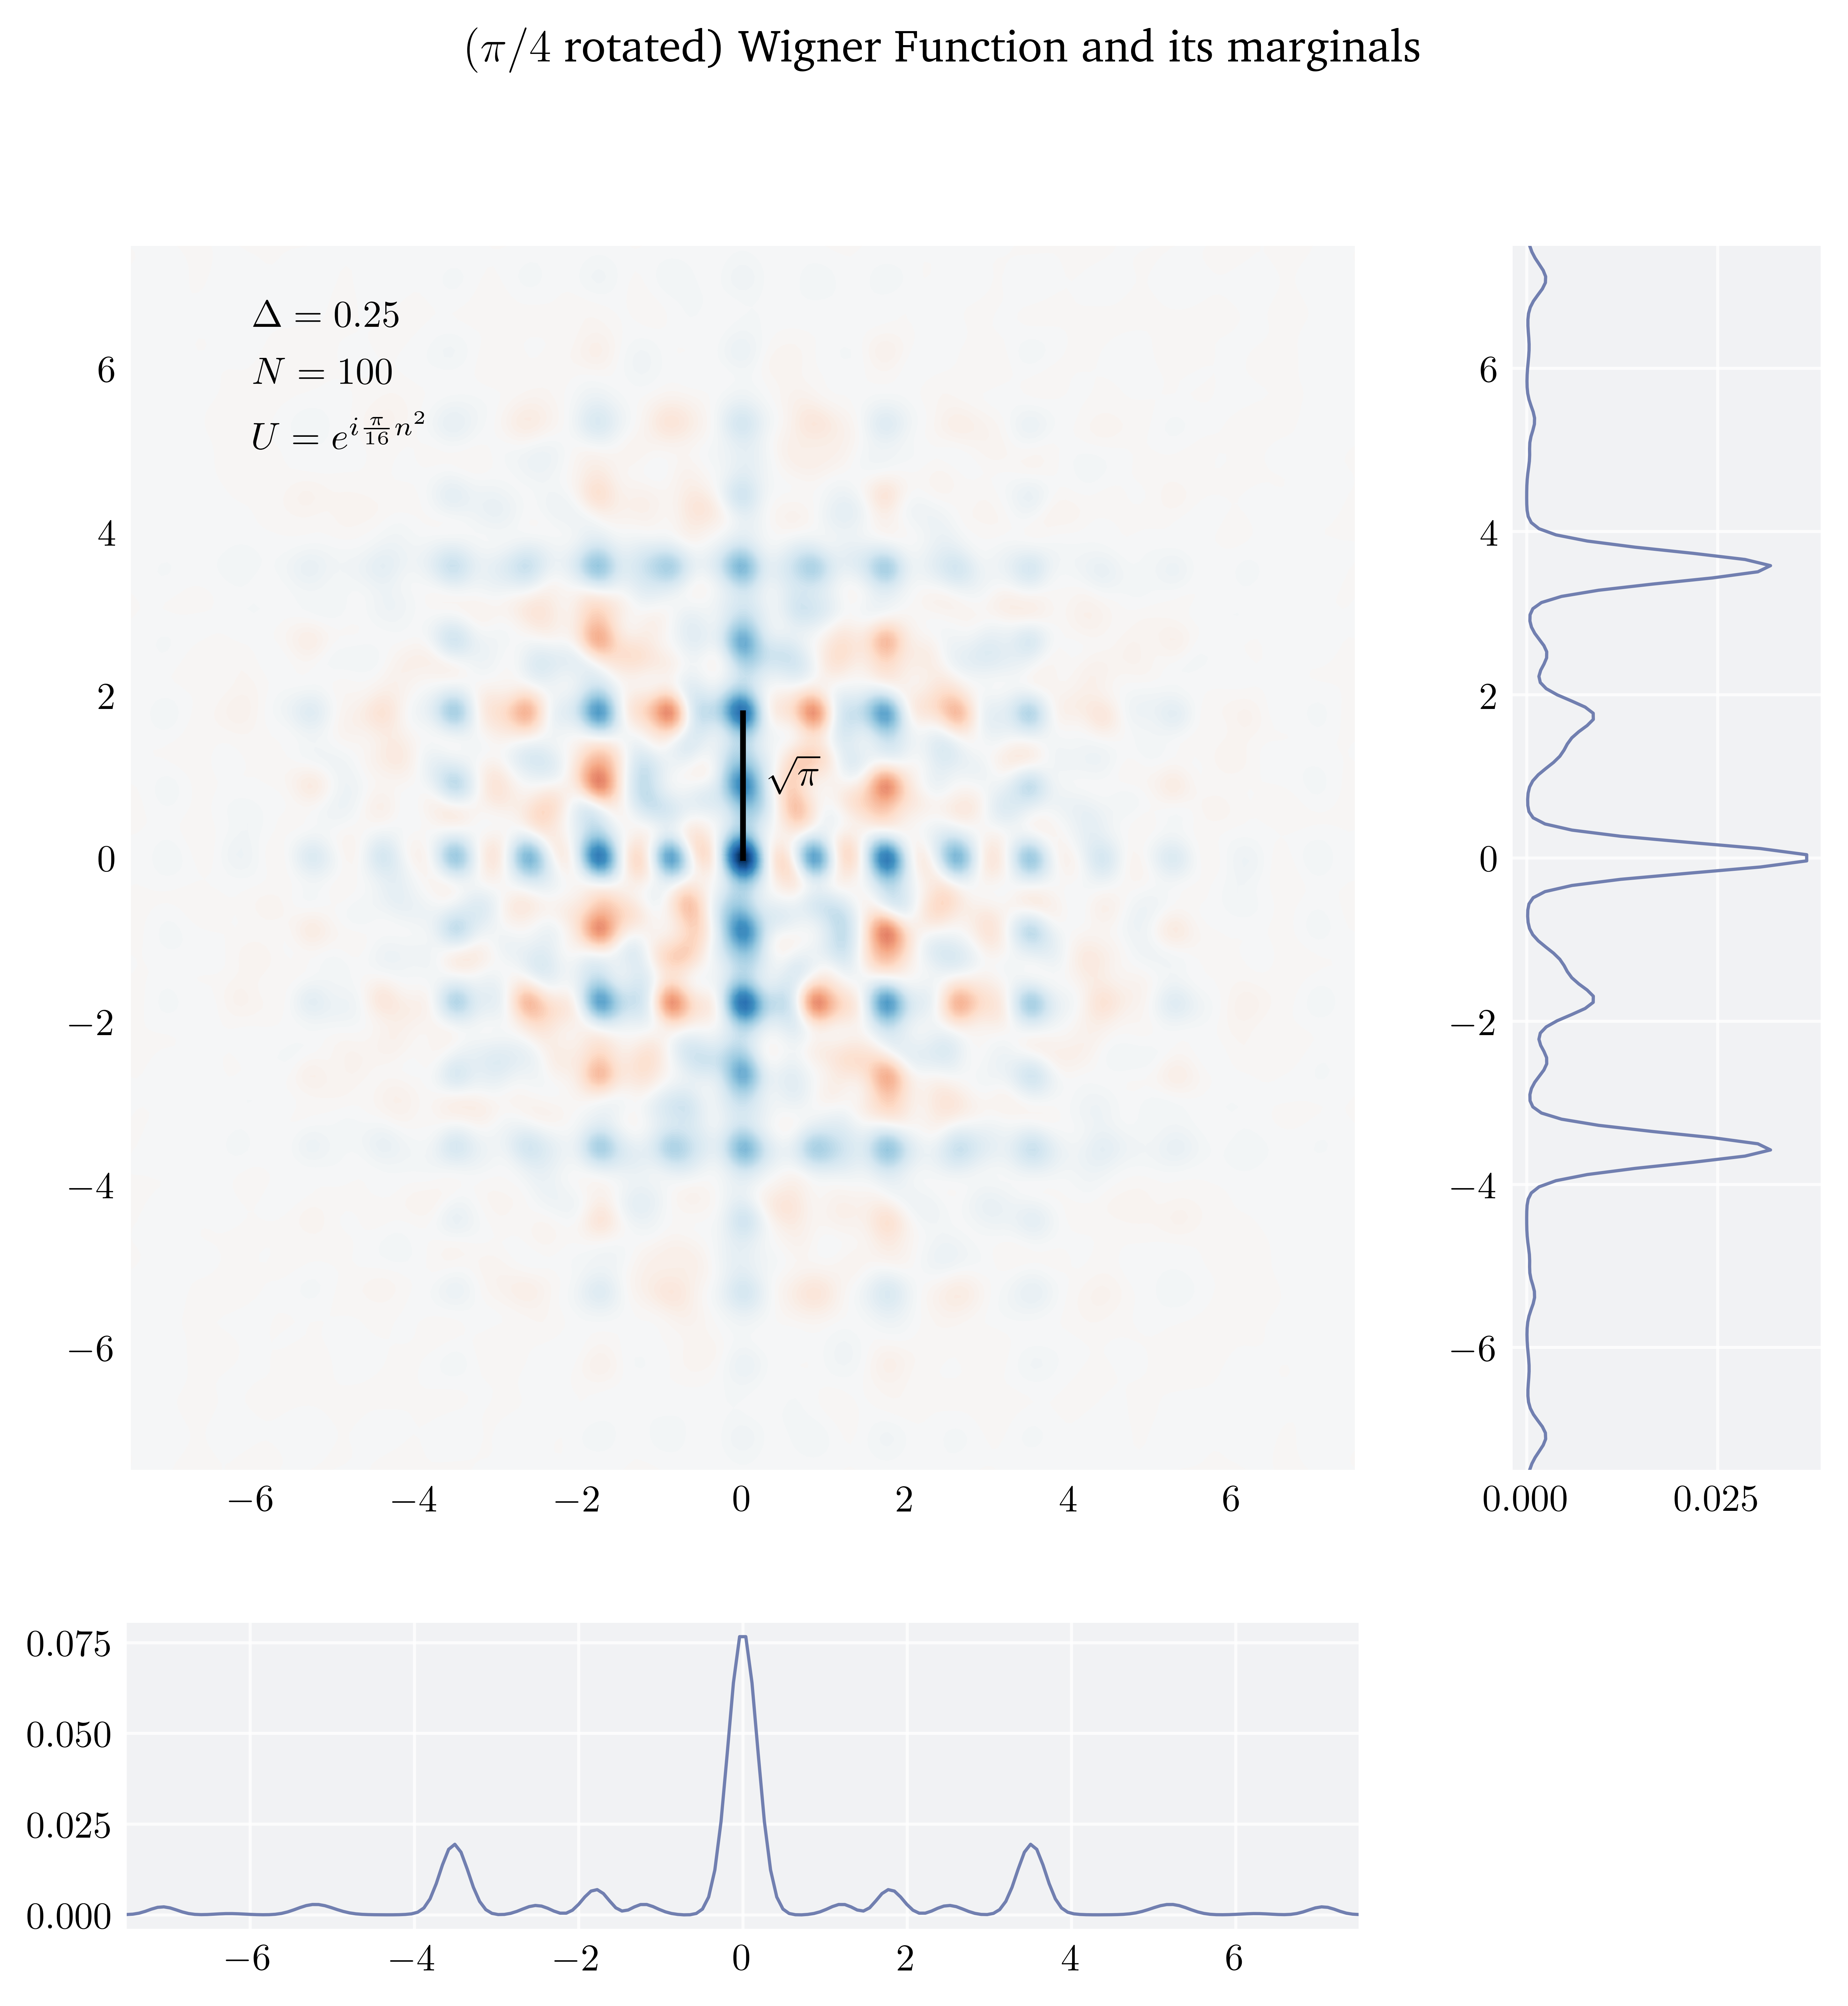 (π/4 rotated) Wigner Function and its marginals
Δ = 0.25
N = 100
U = e^{i\frac{π}{16}n^2}
√π
6
4
2
0
−2
−4
−6
−6 −4 −2 0 2 4 6
6
4
2
0
−2
−4
−6
0.000 0.025
0.075
0.050
0.025
0.000
−6 −4 −2 0 2 4 6